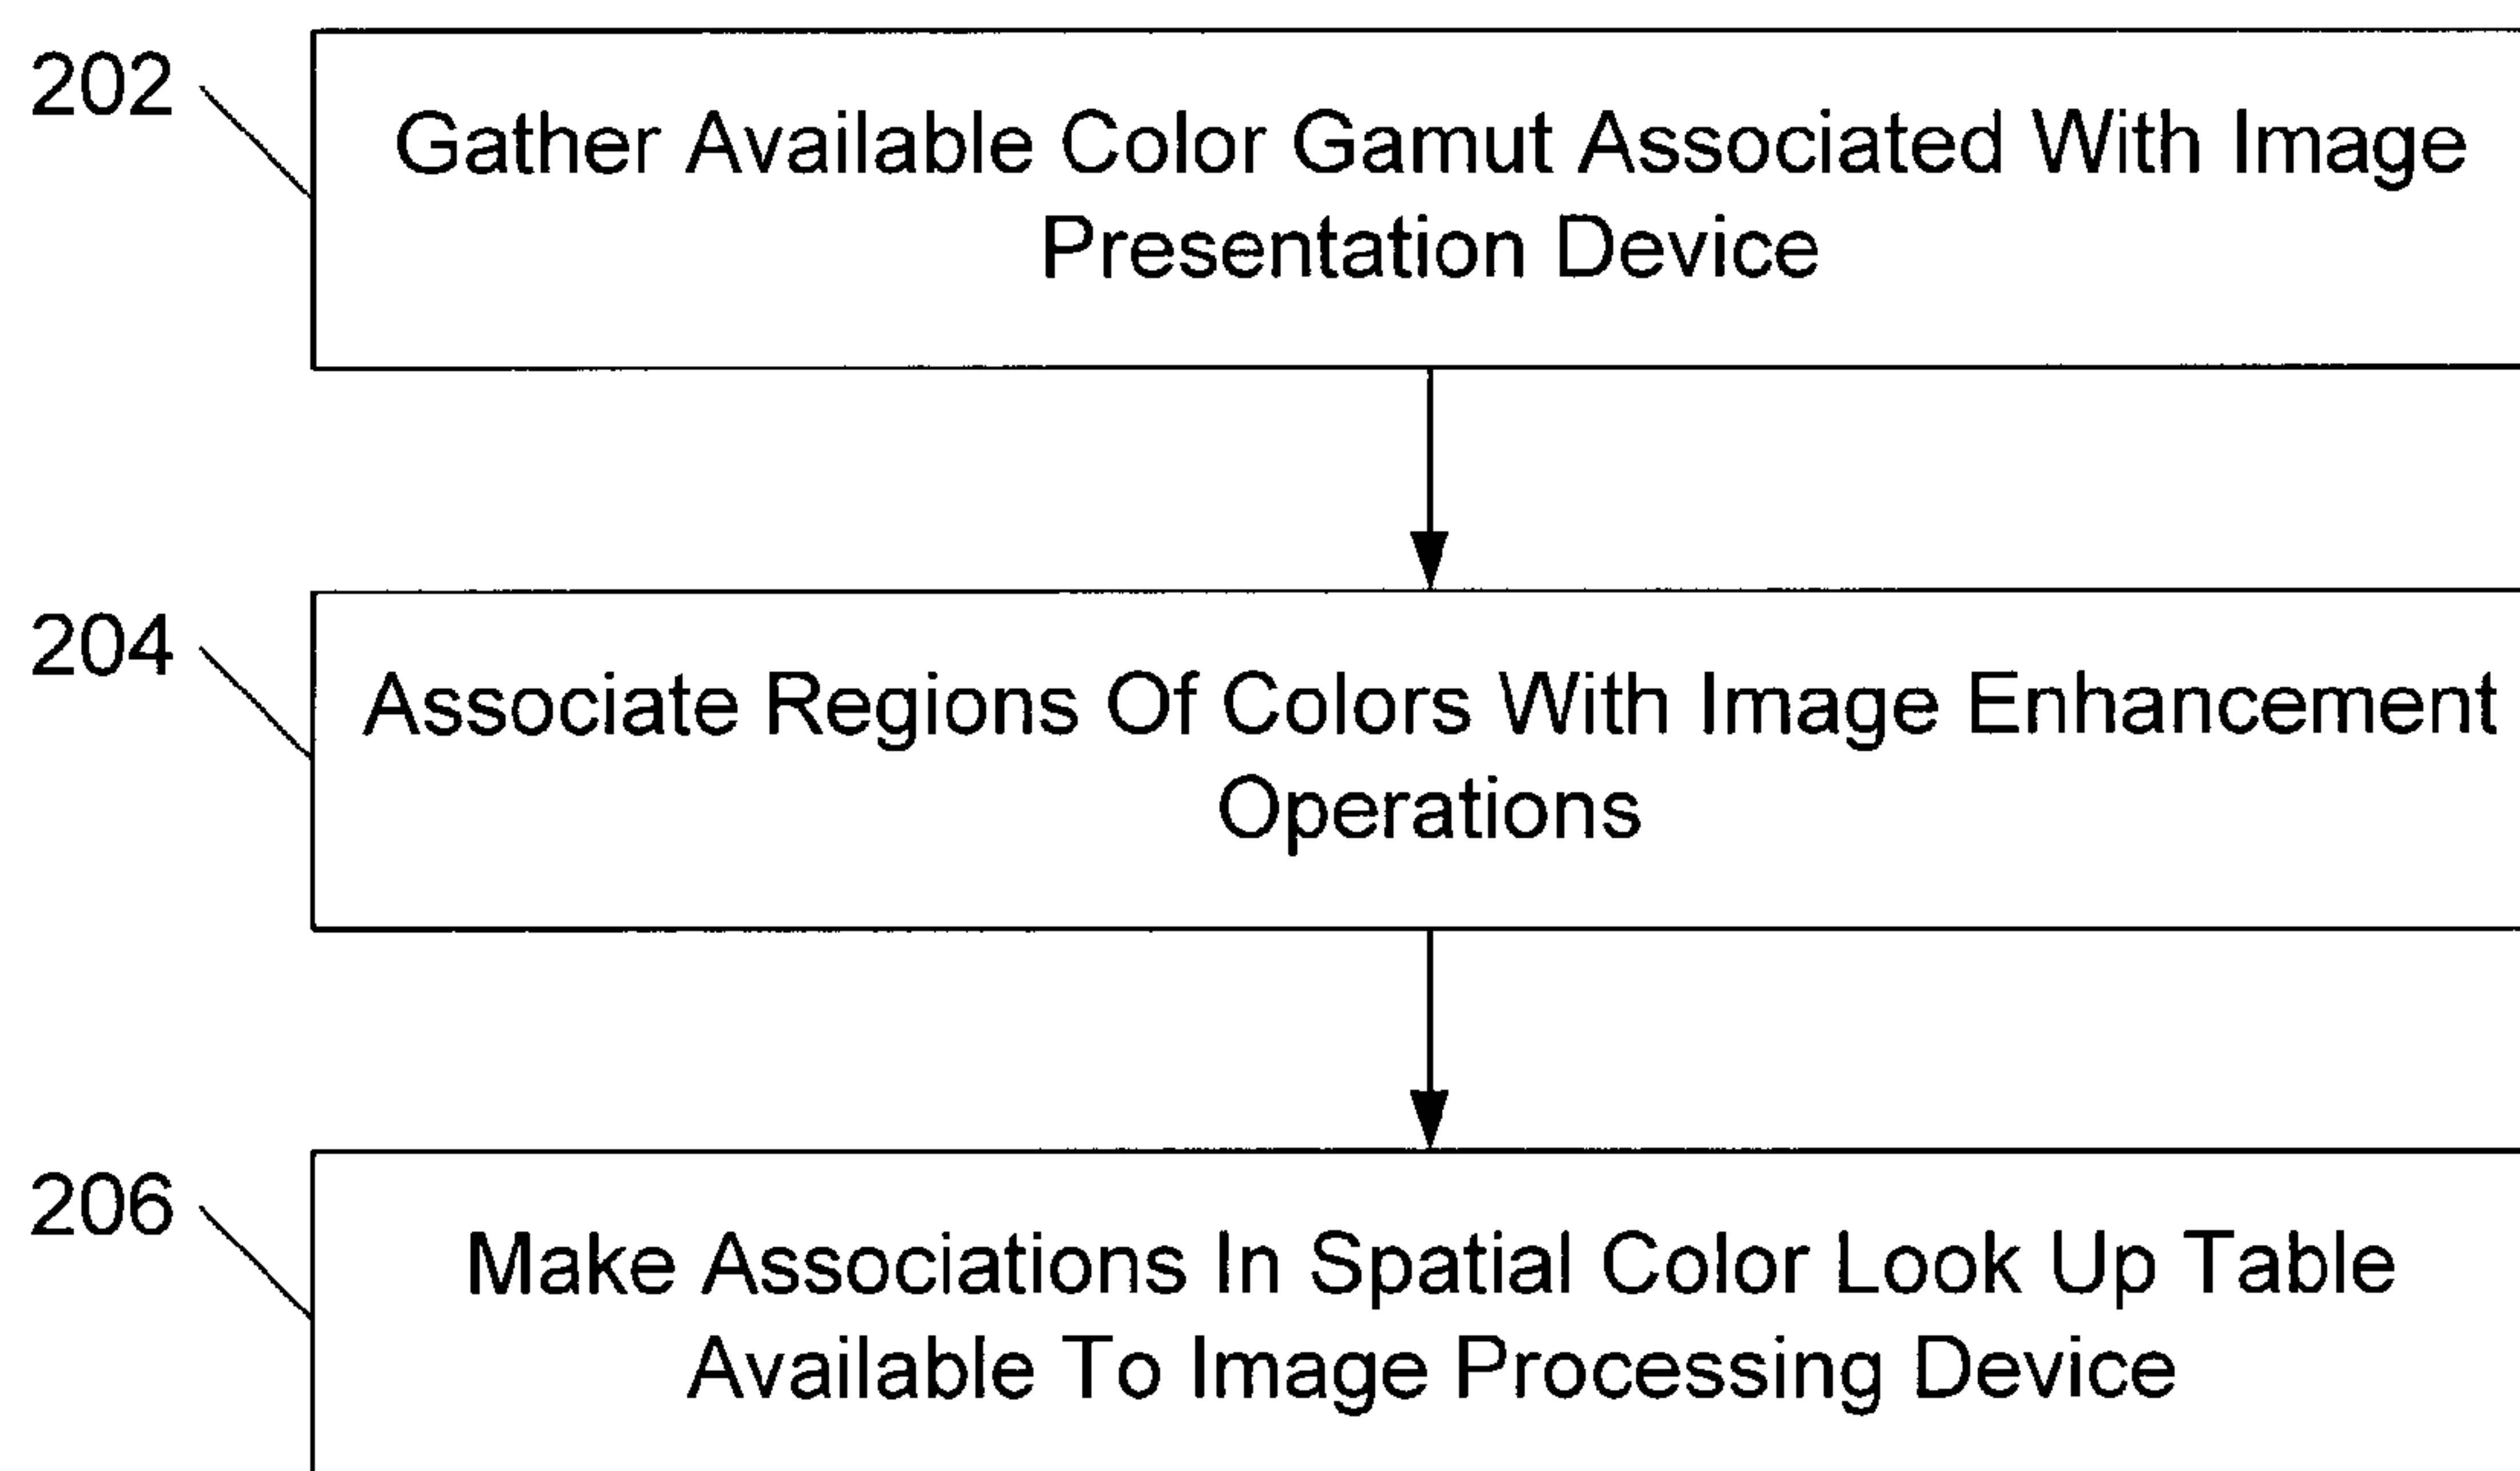 202
Gather Available Color Gamut Associated With Image
Presentation Device
204
Associate Regions Of Colors With Image Enhancement
Operations
206
Make Associations In Spatial Color Look Up Table
Available To Image Processing Device